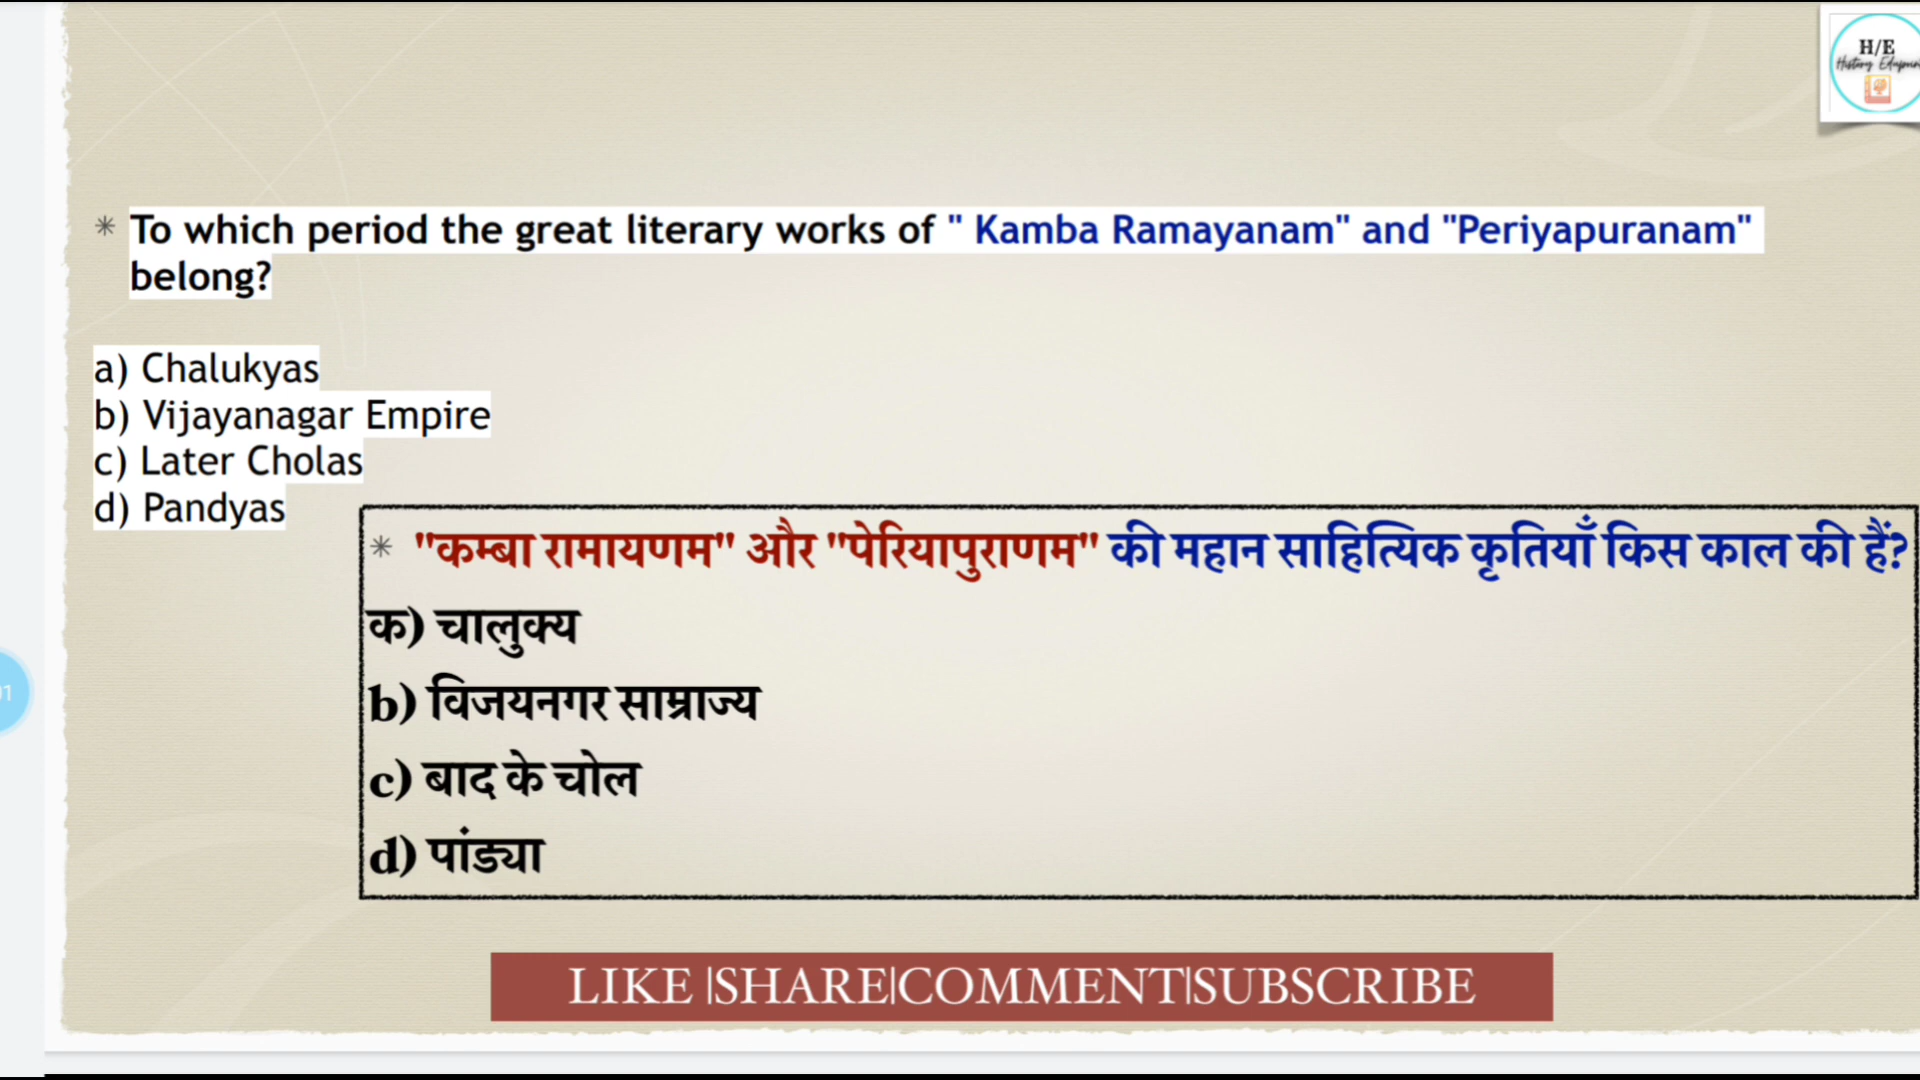 H/E
* To which period the great literary works of " Kamba Ramayanam" and "Periyapuranam"
belong?
a) Chalukyas
b) Vijayanagar Empire
c) Later Cholas
d) Pandyas
* "कम्बा रामायणम" और "पेरियापुराणम" की महान साहित्यिक कृतियाँ किस काल की हैं?
क) चालुक्य
b) विजयनगर साम्राज्य
c) बाद के चोल
d) पांड्या
LIKE |SHARE|COMMENT|SUBSCRIBE